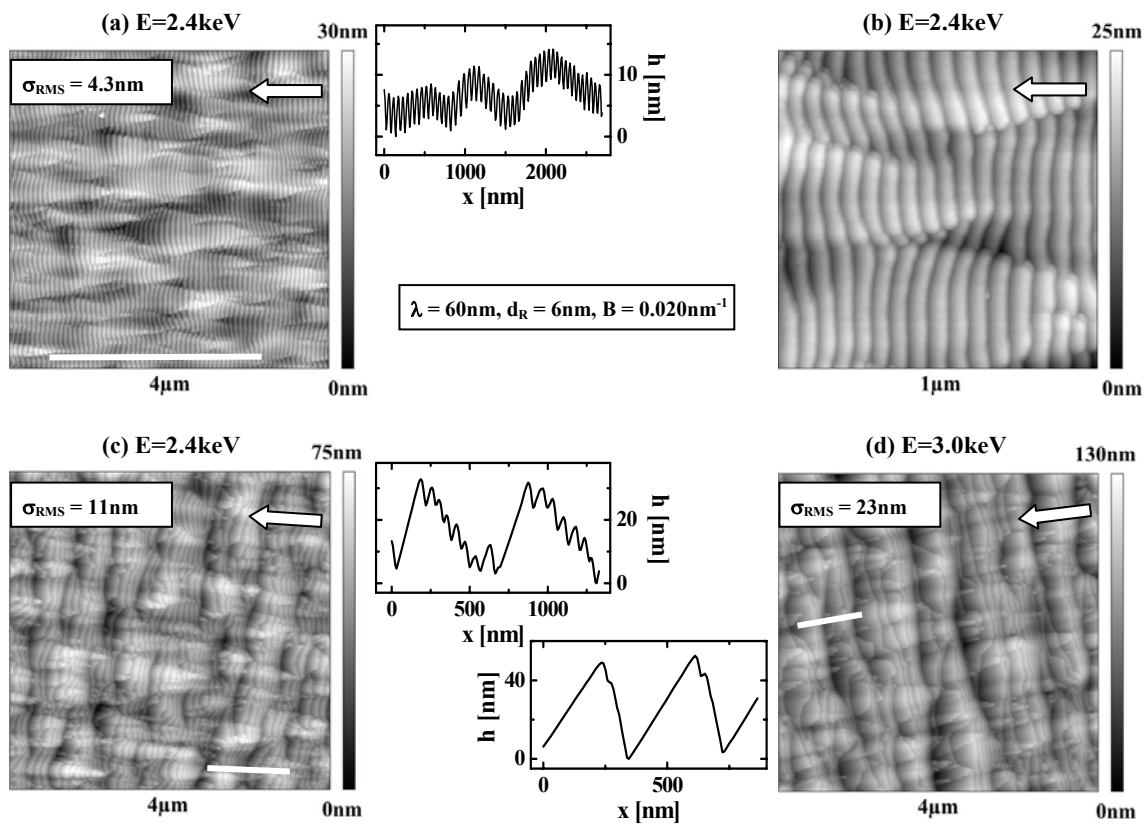 (a) E=2.4keV
30nm
σRMS = 4.3nm
0nm
4µm
h [nm]
10
0
0 1000 2000
x [nm]
(b) E=2.4keV
25nm
0nm
1µm
λ = 60nm, dR = 6nm, B = 0.020nm-1
(c) E=2.4keV
75nm
σRMS = 11nm
0nm
4µm
h [nm]
20
0
0 500 1000
x [nm]
h [nm]
40
0
0 500
x [nm]
(d) E=3.0keV
130nm
σRMS = 23nm
0nm
4µm